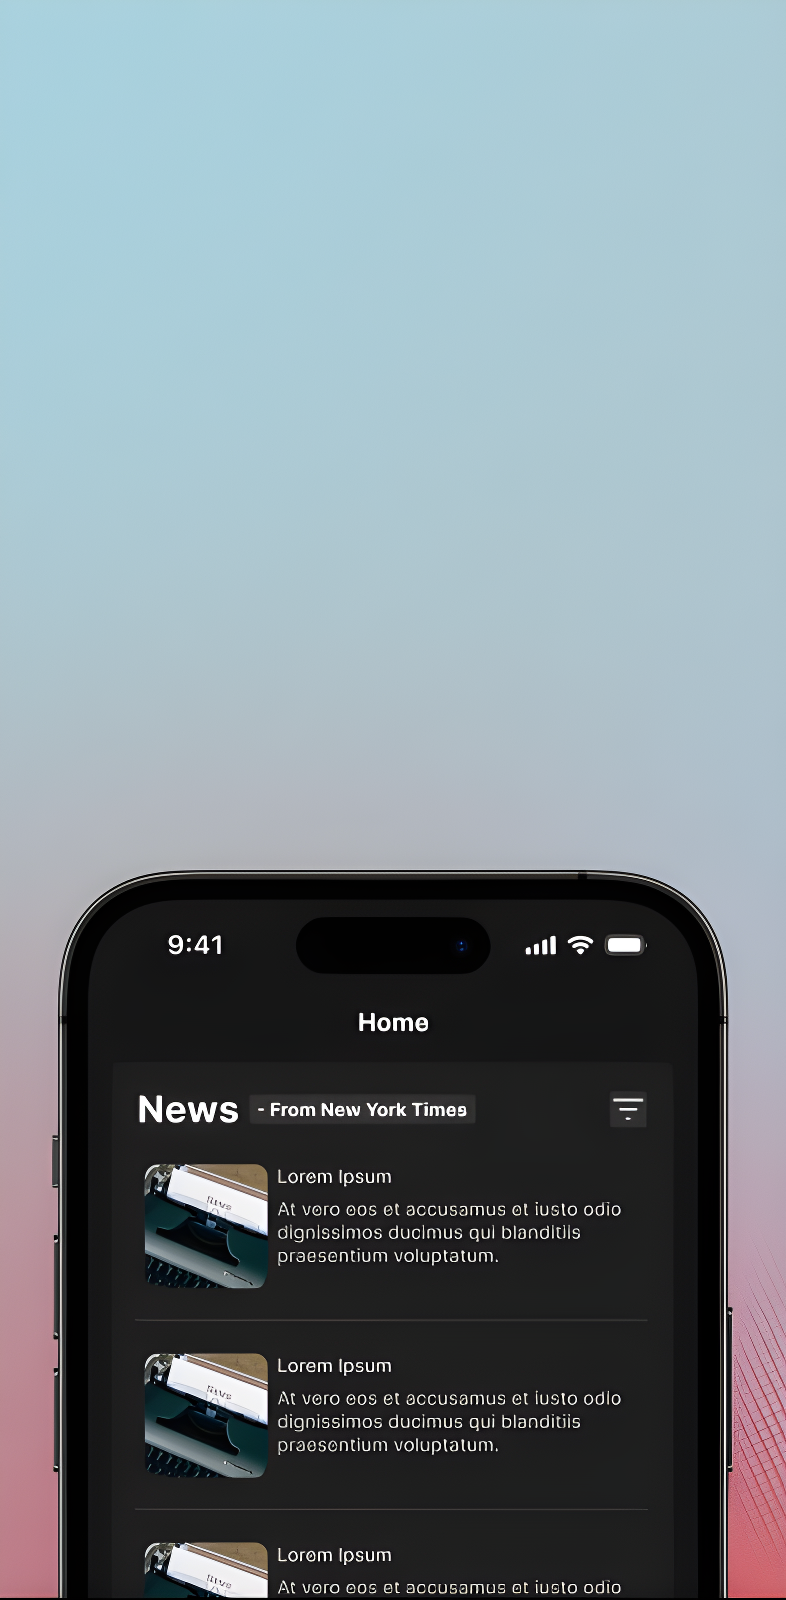 9:41
Home
News - From New York Times
Lorem Ipsum
At vero eos et accusamus et iusto odio
dignissimos ducimus qui blanditiis
praesentium voluptatum.
Lorem Ipsum
At vero eos et accusamus et iusto odio
dignissimos ducimus qui blanditiis
praesentium voluptatum.
Lorem Ipsum
At vero eos et accusamus et iusto odio